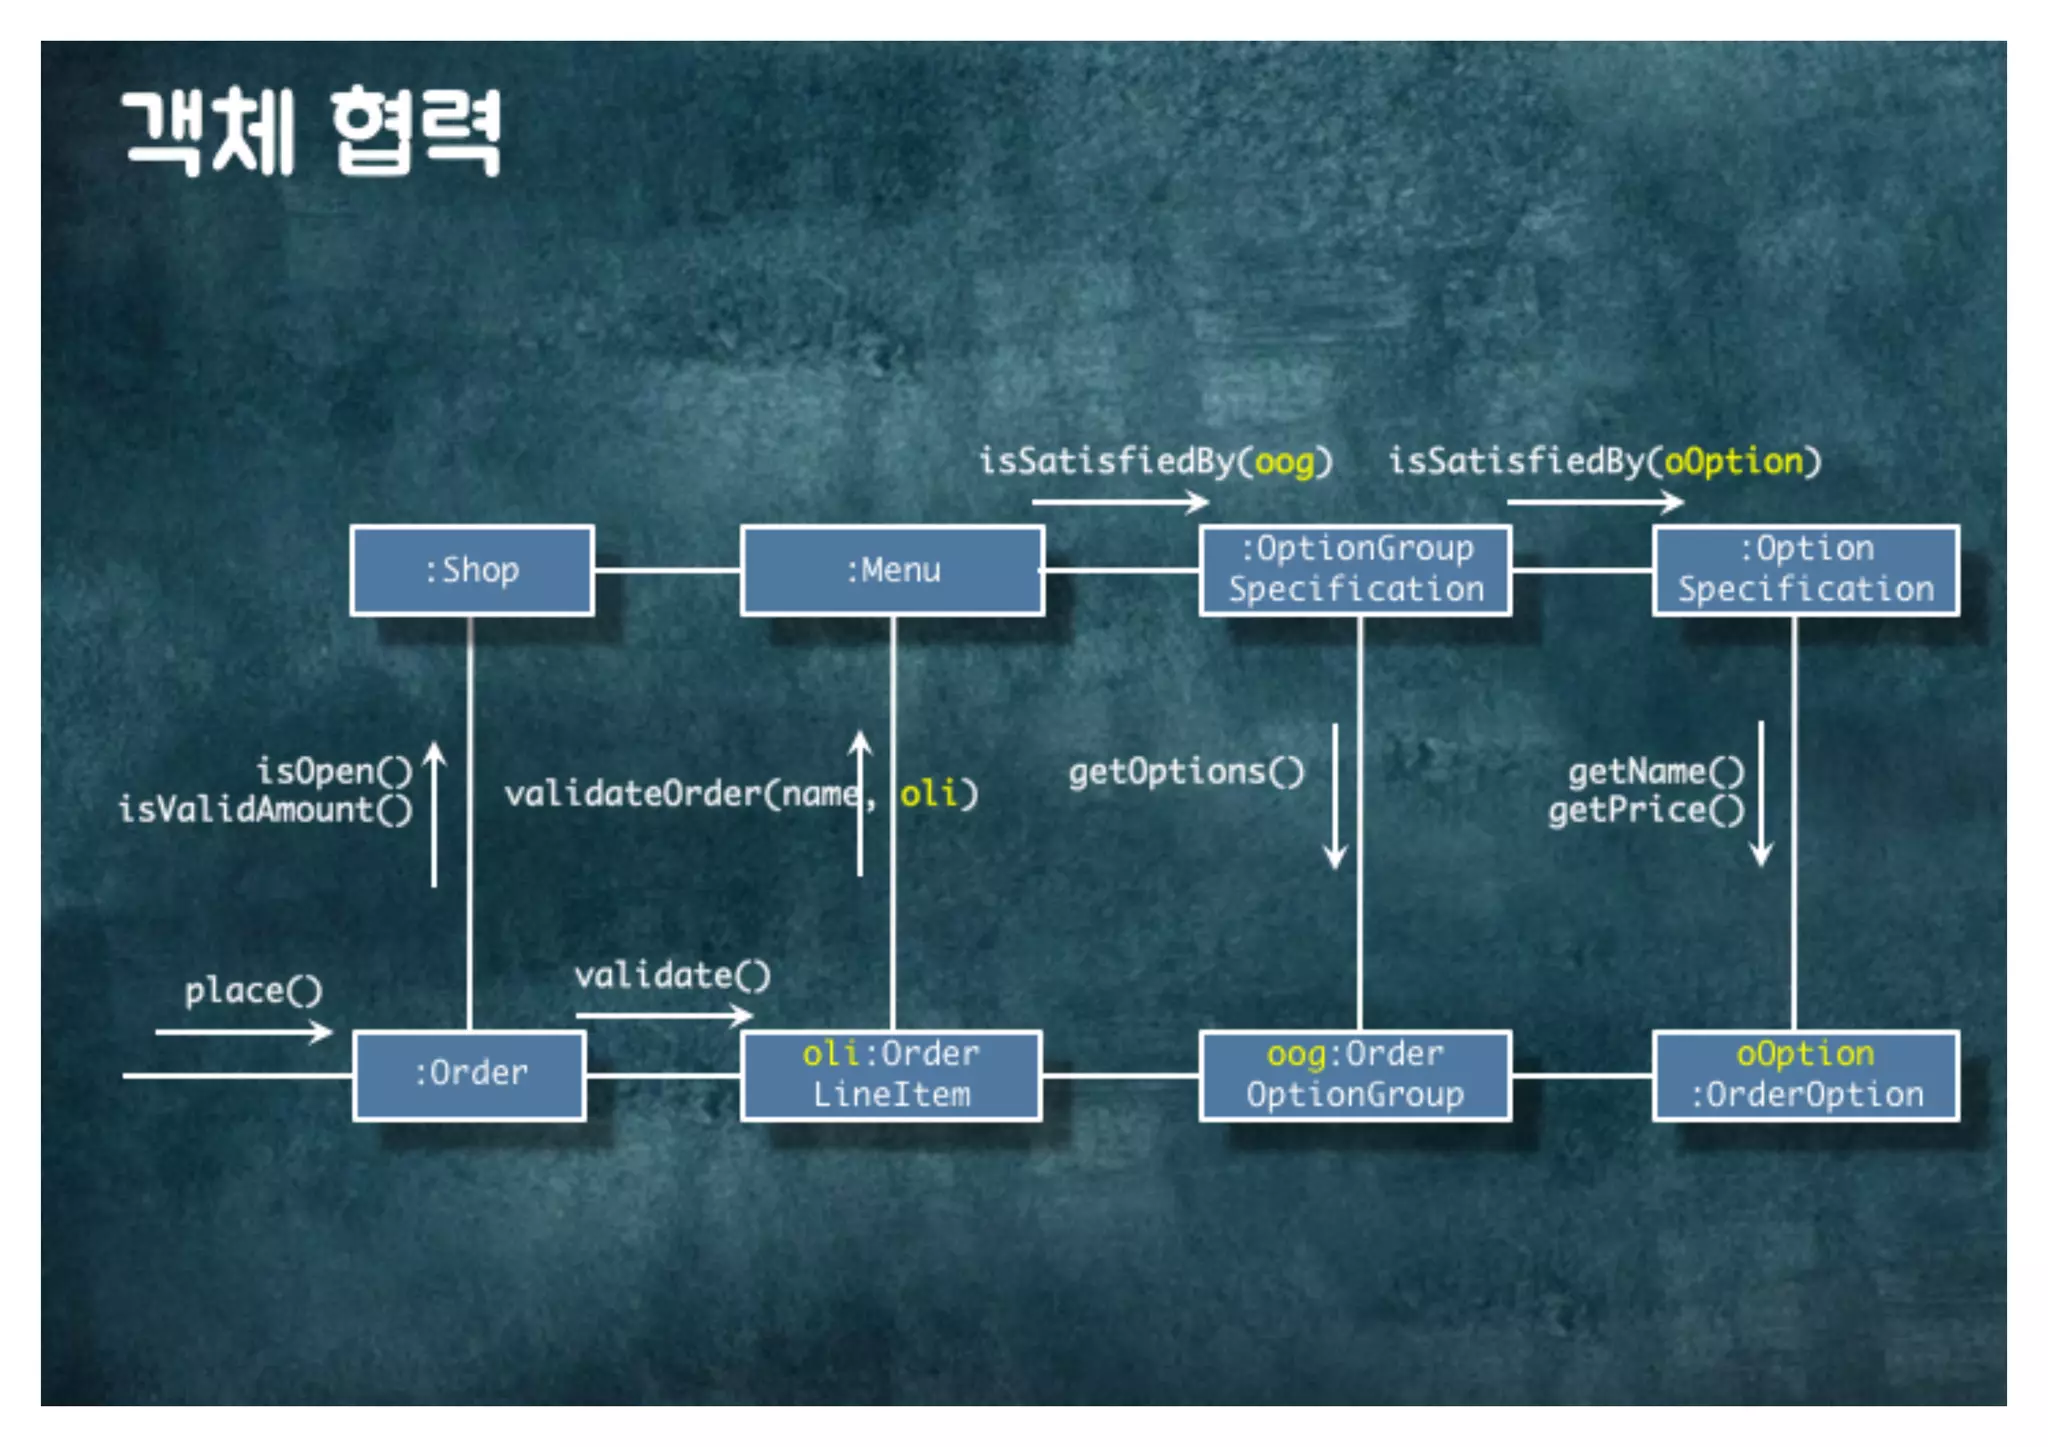 객체 협력
isSatisfiedBy(oog)
isSatisfiedBy(oOption)
:Shop
:Menu
:OptionGroup
Specification
:Option
Specification
isOpen()
isValidAmount()
validateOrder(name, oli)
getOptions()
getName()
getPrice()
place()
validate()
:Order
oli:Order
LineItem
oog:Order
OptionGroup
oOption
:OrderOption